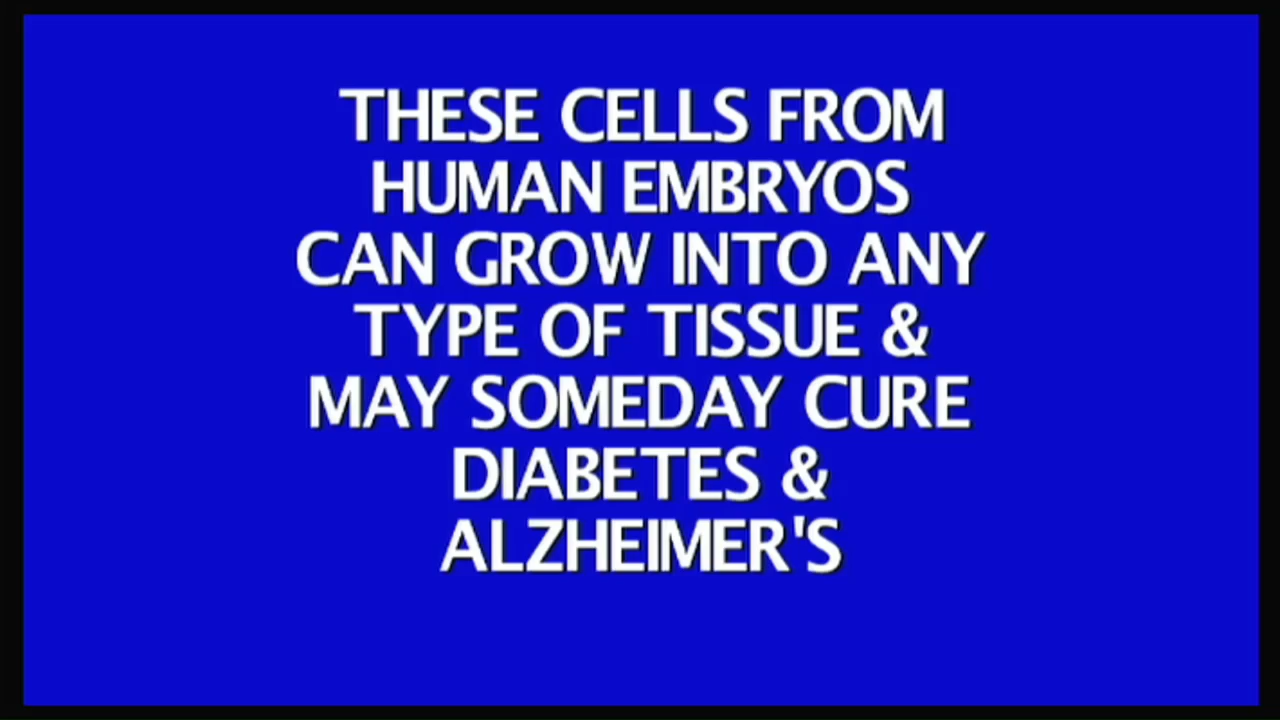 THESE CELLS FROM
HUMAN EMBRYOS
CAN GROW INTO ANY
TYPE OF TISSUE &
MAY SOMEDAY CURE
DIABETES &
ALZHEIMER'S